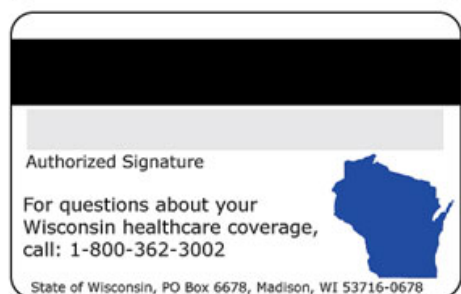 Authorized Signature
For questions about your
Wisconsin healthcare coverage,
call: 1-800-362-3002
State of Wisconsin, PO Box 6678, Madison, WI 53716-0678